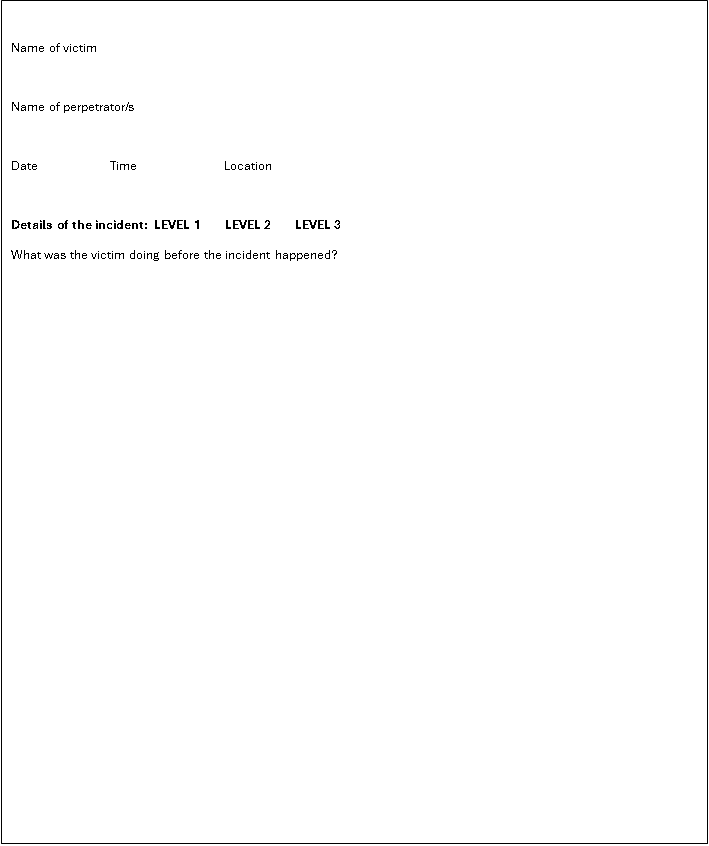 Name of victim
Name of perpetrator/s
Date Time Location
Details of the incident: LEVEL 1 LEVEL 2 LEVEL 3
What was the victim doing before the incident happened?